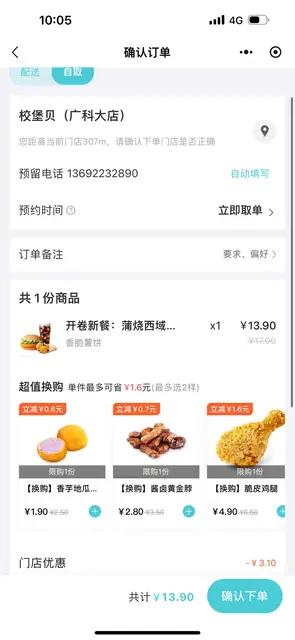 10:05
4G
确认订单
配送
自取
校堡页（广科大店）
您距离当前门店307m、请确认下单门店是否正确
预留电话 13692232890
自动填写
预约时间
立即取单
订单备注
要求、偏好
共1份商品
开卷新餐：蒲烧西域...
x1
¥13.90
香脆薯饼
¥17.00
超值换购 单件最多可省¥1.6元(最多选2样)
立减¥0.6元
立减¥0.7元
立减¥1.6元
限购1份
限购1份
限购1份
【换购】香芋地瓜...
【换购】酱卤黄金脖
【换购】脆皮鸡腿
¥1.90 ¥2.50
¥2.80 ¥3.50
¥4.90 ¥6.50
门店优惠
-¥3.10
共计¥13.90
确认下单